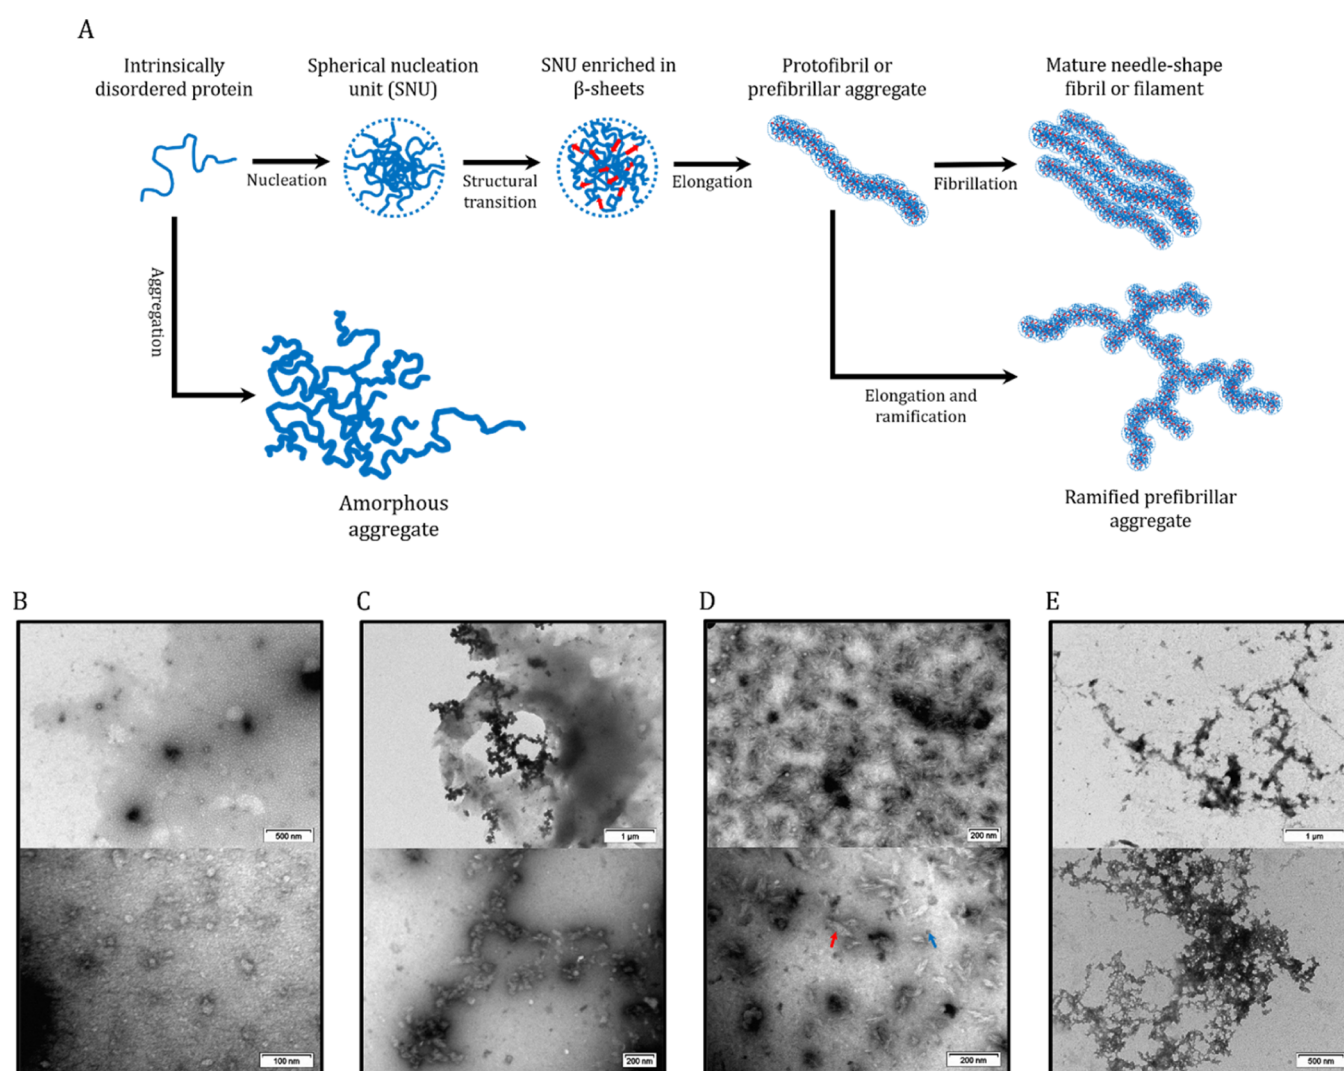 A
Intrinsically
disordered protein
Spherical nucleation
unit (SNU)
SNU enriched in
β-sheets
Protofibril or
prefibrillar aggregate
Mature needle-shape
fibril or filament
Nucleation
Structural
transition
Elongation
Fibrillation
Aggregation
Elongation and
ramification
Amorphous
aggregate
Ramified prefibrillar
aggregate
B
C
D
E
500 nm
1 µm
200 nm
1 µm
100 nm
200 nm
200 nm
500 nm